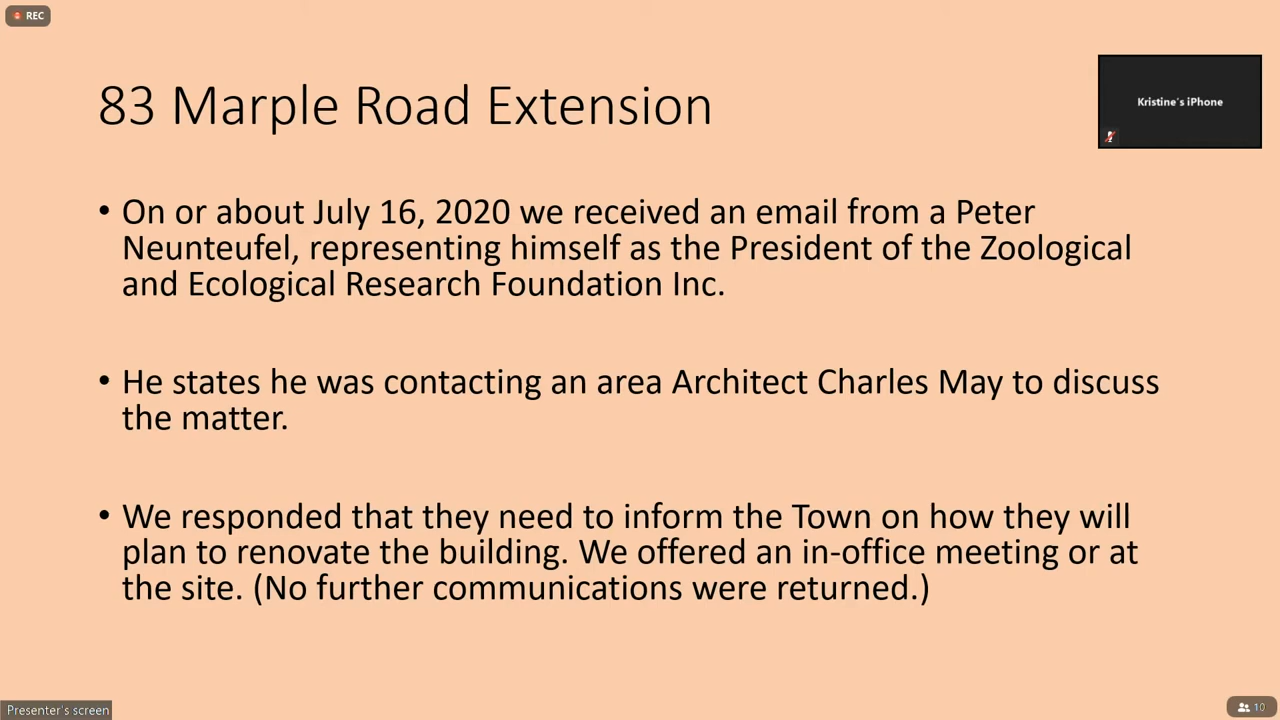 REC
83 Marple Road Extension
Kristine's iPhone
• On or about July 16, 2020 we received an email from a Peter
Neunteufel, representing himself as the President of the Zoological
and Ecological Research Foundation Inc.
• He states he was contacting an area Architect Charles May to discuss
the matter.
• We responded that they need to inform the Town on how they will
plan to renovate the building. We offered an in-office meeting or at
the site. (No further communications were returned.)
Presenter's screen
10